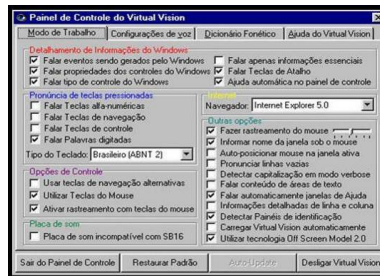 Painel de Controle do Virtual Vision
Modo de Trabalho Configurações de voz Dicionário Fonético Ajuda do Virtual Vision
Detalhamento de Informações do Windows
Falar eventos sendo gerados pelo Windows
Falar propriedades dos controles do Windows
Falar tipo de controle do Windows
Falar apenas informações essenciais
Falar Teclas de Atalho
Ajuda automática no painel de controle
Pronúncia de teclas pressionadas
Falar Teclas alfa-numéricas
Falar Teclas de navegação
Falar Teclas de controle
Falar Palavras digitadas
Tipo do Teclado: Brasileiro (ABNT 2)
Opções de Controle
Usar teclas de navegação alternativas
Utilizar Teclas do Mouse
Ativar rastreamento com teclas do mouse
Placa de som
Placa de som incompatível com SB16
Internet
Navegador: Internet Explorer 5.0
Outras opções
Fazer rastreamento do mouse
Informar nome da janela sob o mouse
Auto-posicionar mouse na janela ativa
Pronunciar linhas vazias
Detectar capitalização em modo verbose
Falar conteúdo de áreas de texto
Falar automaticamente janelas de Ajuda
Informações detalhadas de linha e coluna
Detectar Painéis de identificação
Carregar Virtual Vision automaticamente
Utilizar tecnologia Off Screen Model 2.0
Sair do Painel de Controle Restaurar Padrão Auto-Update Desligar Virtual Vision